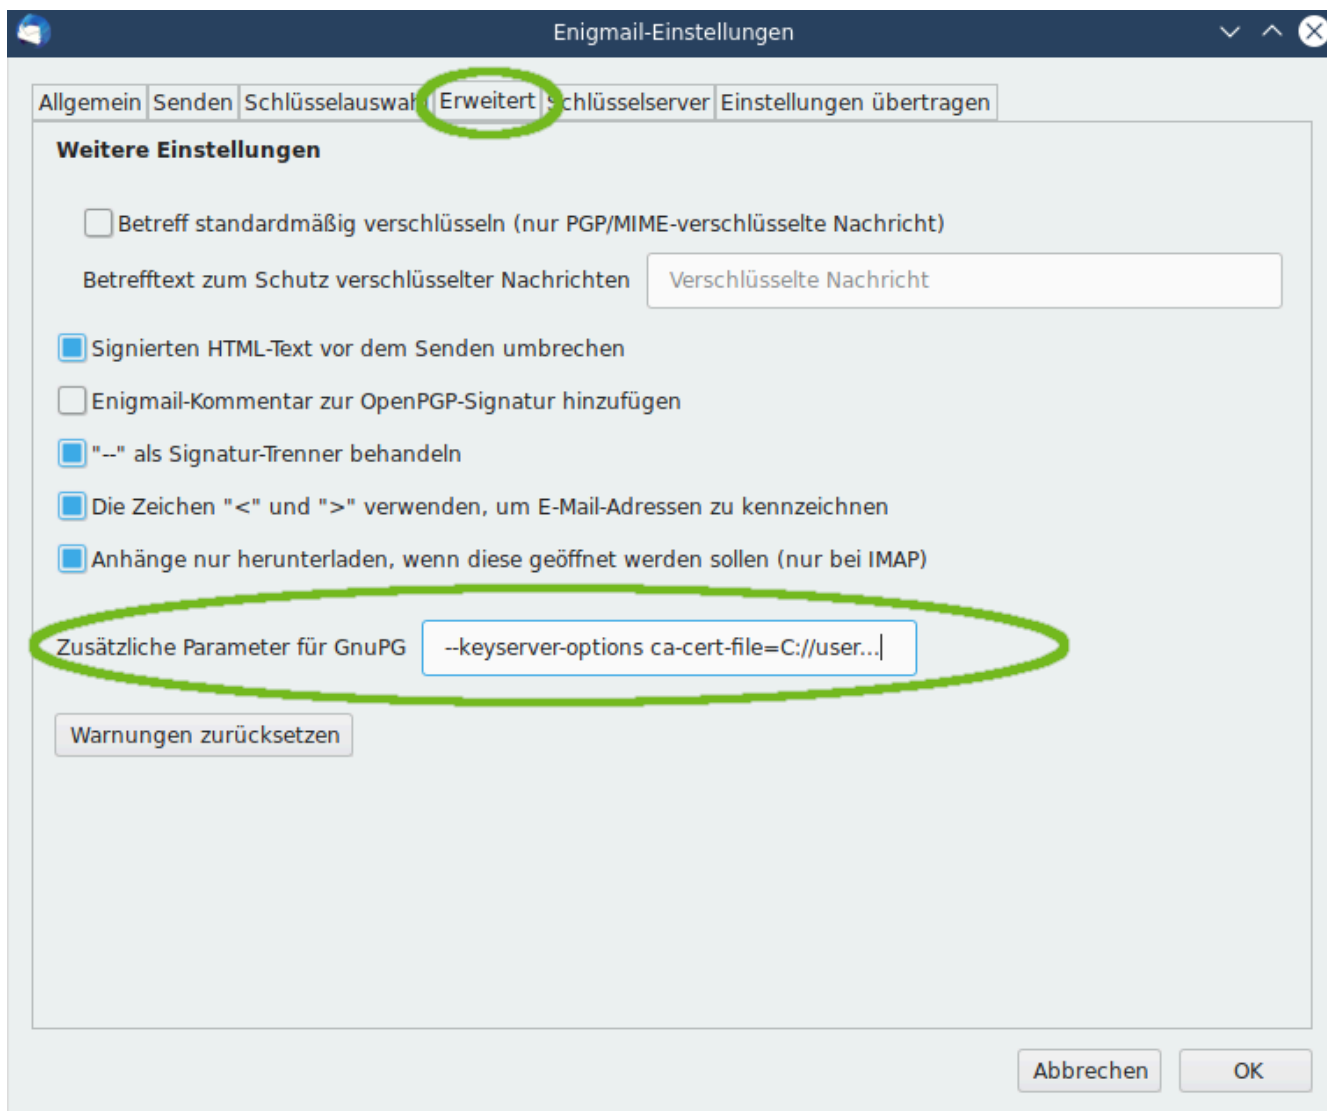 Enigmail-Einstellungen
Allgemein Senden Schlüsselauswahl Erweitert Schlüsselserver Einstellungen übertragen
Weitere Einstellungen
Betreff standardmäßig verschlüseln (nur PGP/MIME-verschlüsselte Nachricht)
Betrefftext zum Schutz verschlüsselter Nachrichten Verschlüsselte Nachricht
Signierten HTML-Text vor dem Senden umbrechen
Enigmail-Kommentar zur OpenPGP-Signatur hinzufügen
"--" als Signatur-Trenner behandeln
Die Zeichen "<" und ">" verwenden, um E-Mail-Adressen zu kennzeichnen
Anhänge nur herunterladen, wenn diese geöffnet werden sollen (nur bei IMAP)
Zusätzliche Parameter für GnuPG --keyserver-options ca-cert-file=C://user...
Warnungen zurücksetzen
Abbrechen OK